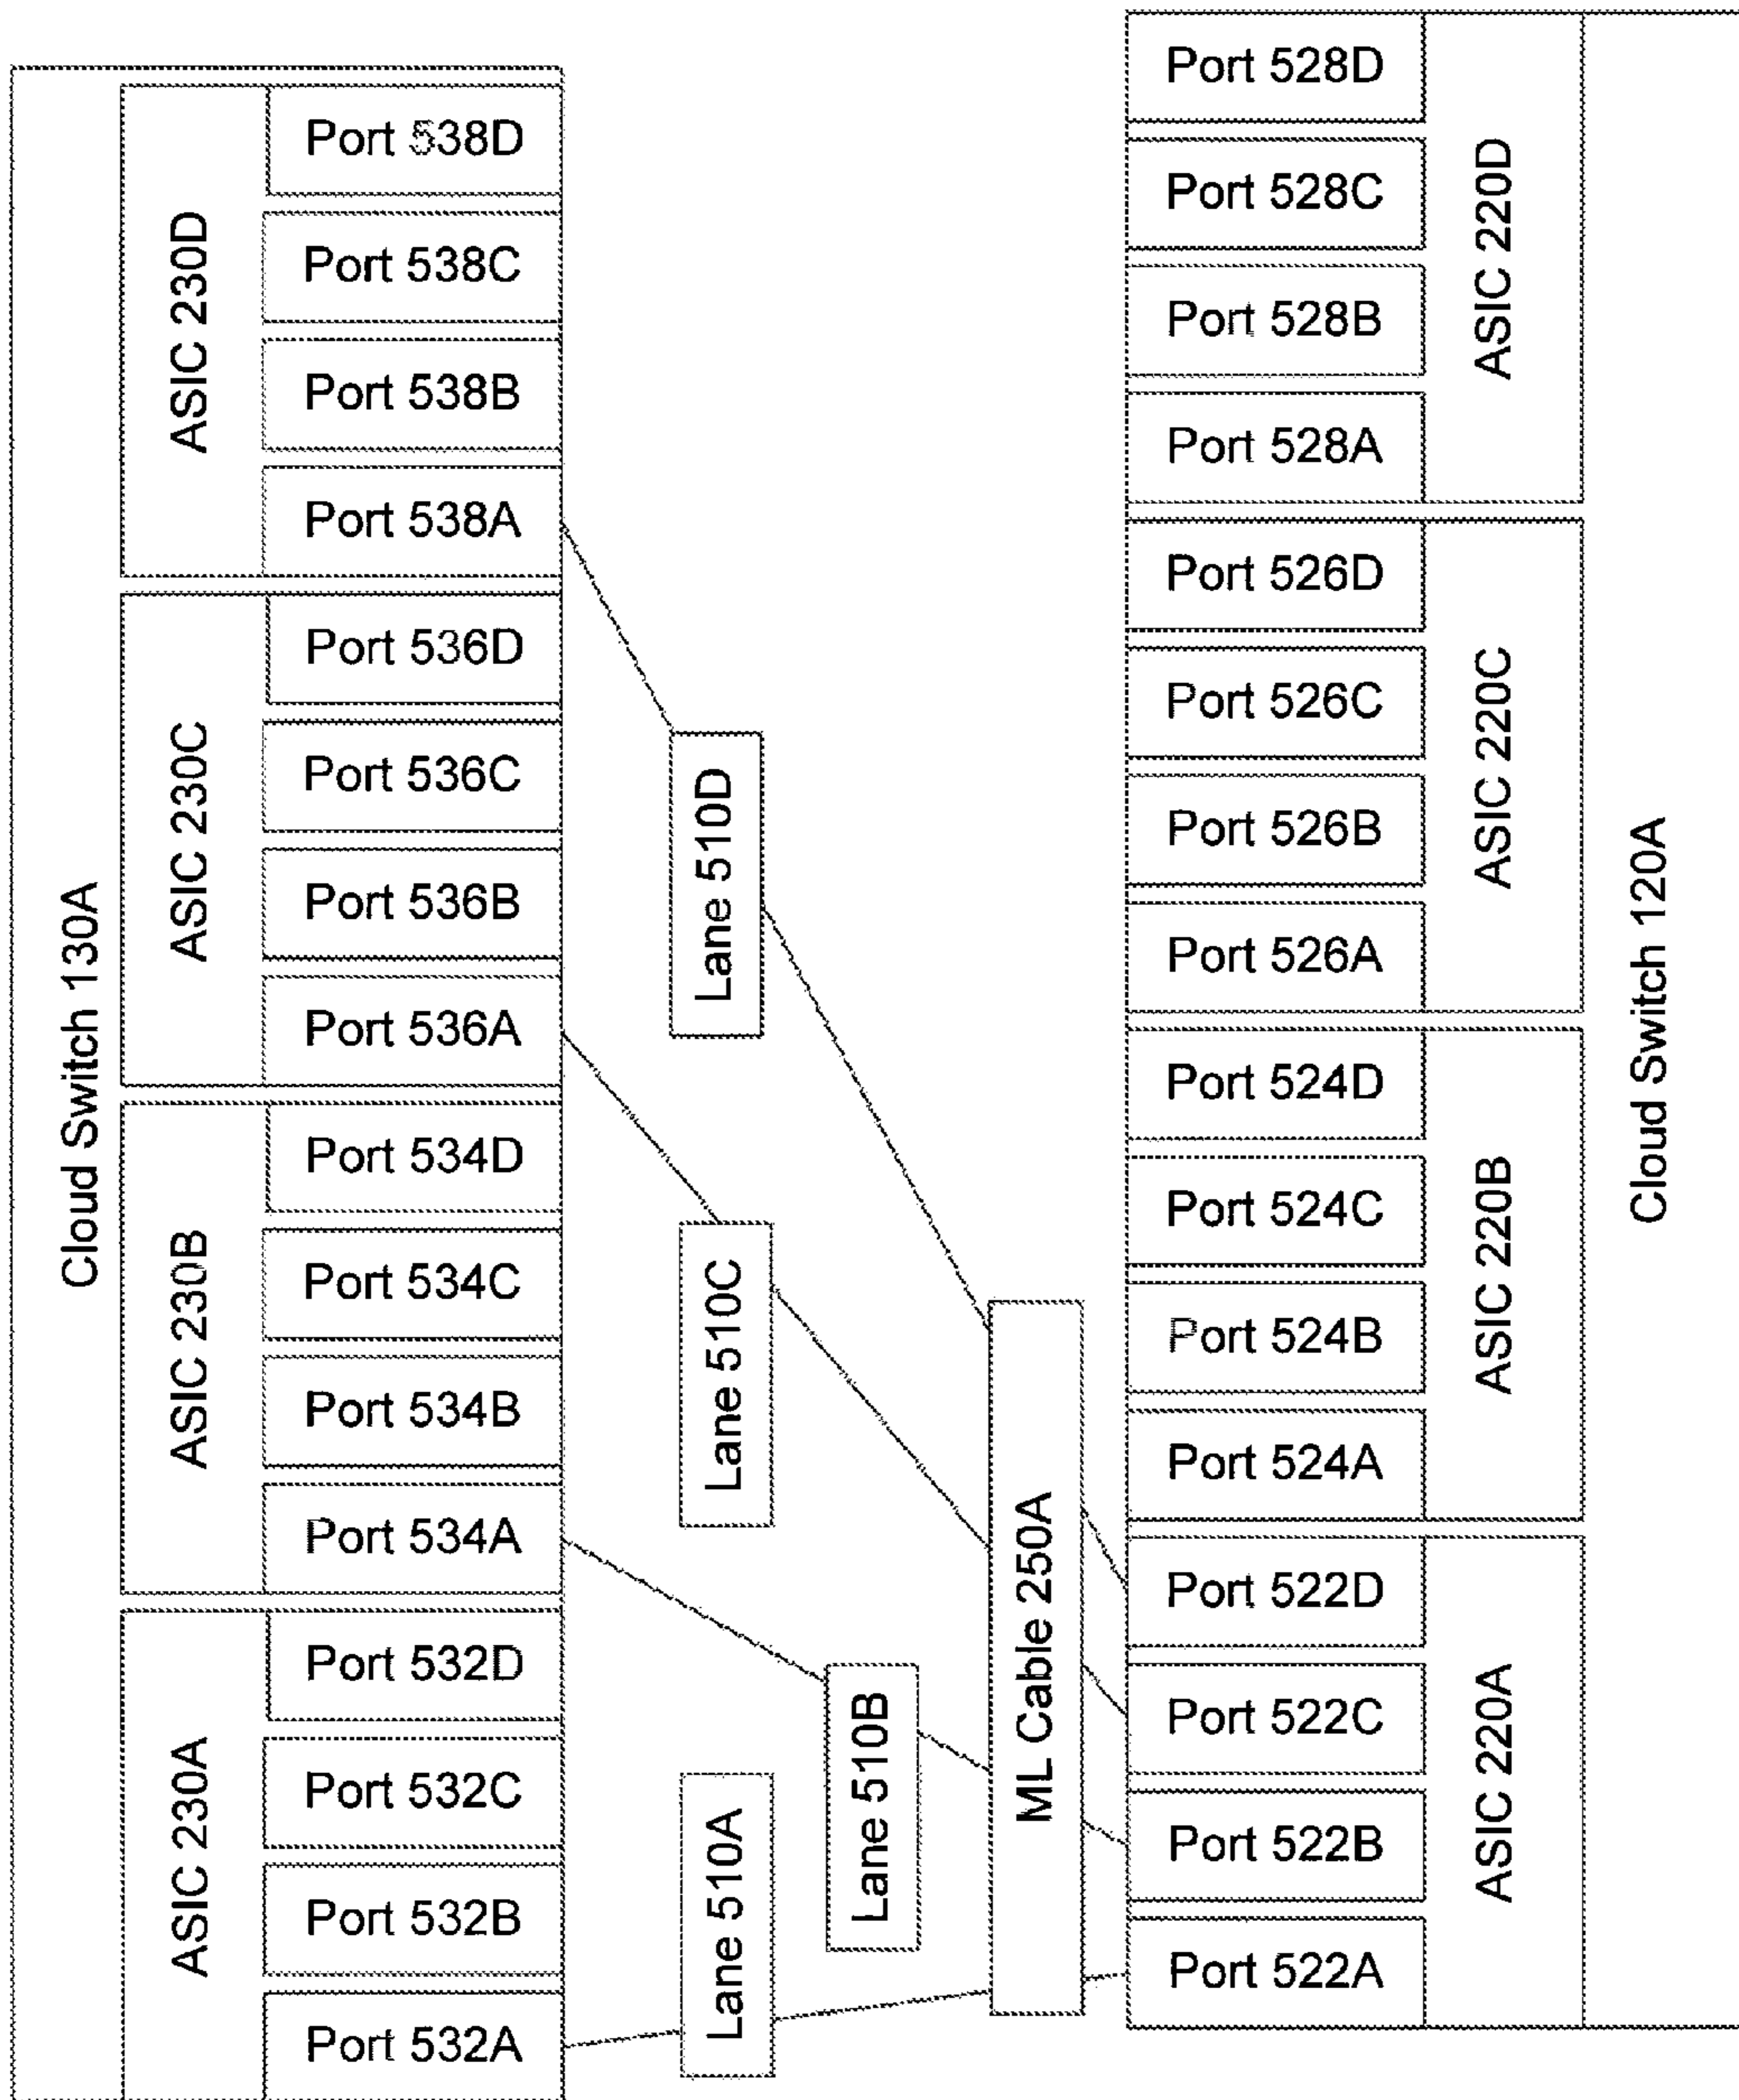 Cloud Switch 130A
ASIC 230D
Port 538D
Port 538C
Port 538B
Port 538A
ASIC 230C
Port 536D
Port 536C
Port 536B
Port 536A
ASIC 230B
Port 534D
Port 534C
Port 534B
Port 534A
ASIC 230A
Port 532D
Port 532C
Port 532B
Port 532A
Lane 510D
Lane 510C
Lane 510B
Lane 510A
ML Cable 250A
Port 528D
Port 528C
Port 528B
Port 528A
ASIC 220D
Port 526D
Port 526C
Port 526B
Port 526A
ASIC 220C
Port 524D
Port 524C
Port 524B
Port 524A
ASIC 220B
Port 522D
Port 522C
Port 522B
Port 522A
ASIC 220A
Cloud Switch 120A